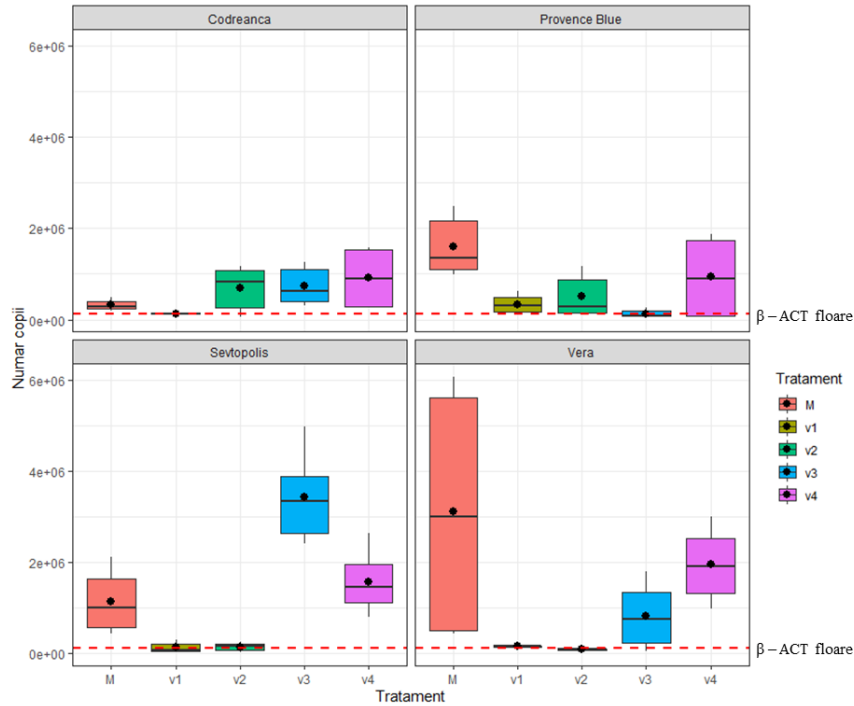 Codreanca
Provence Blue
6e+06
4e+06
2e+06
0e+00
β – ACT floare
Numar copii
Sevtopolis
Vera
6e+06
4e+06
2e+06
0e+00
β – ACT floare
M v1 v2 v3 v4
M v1 v2 v3 v4
Tratament
Tratament
M
v1
v2
v3
v4